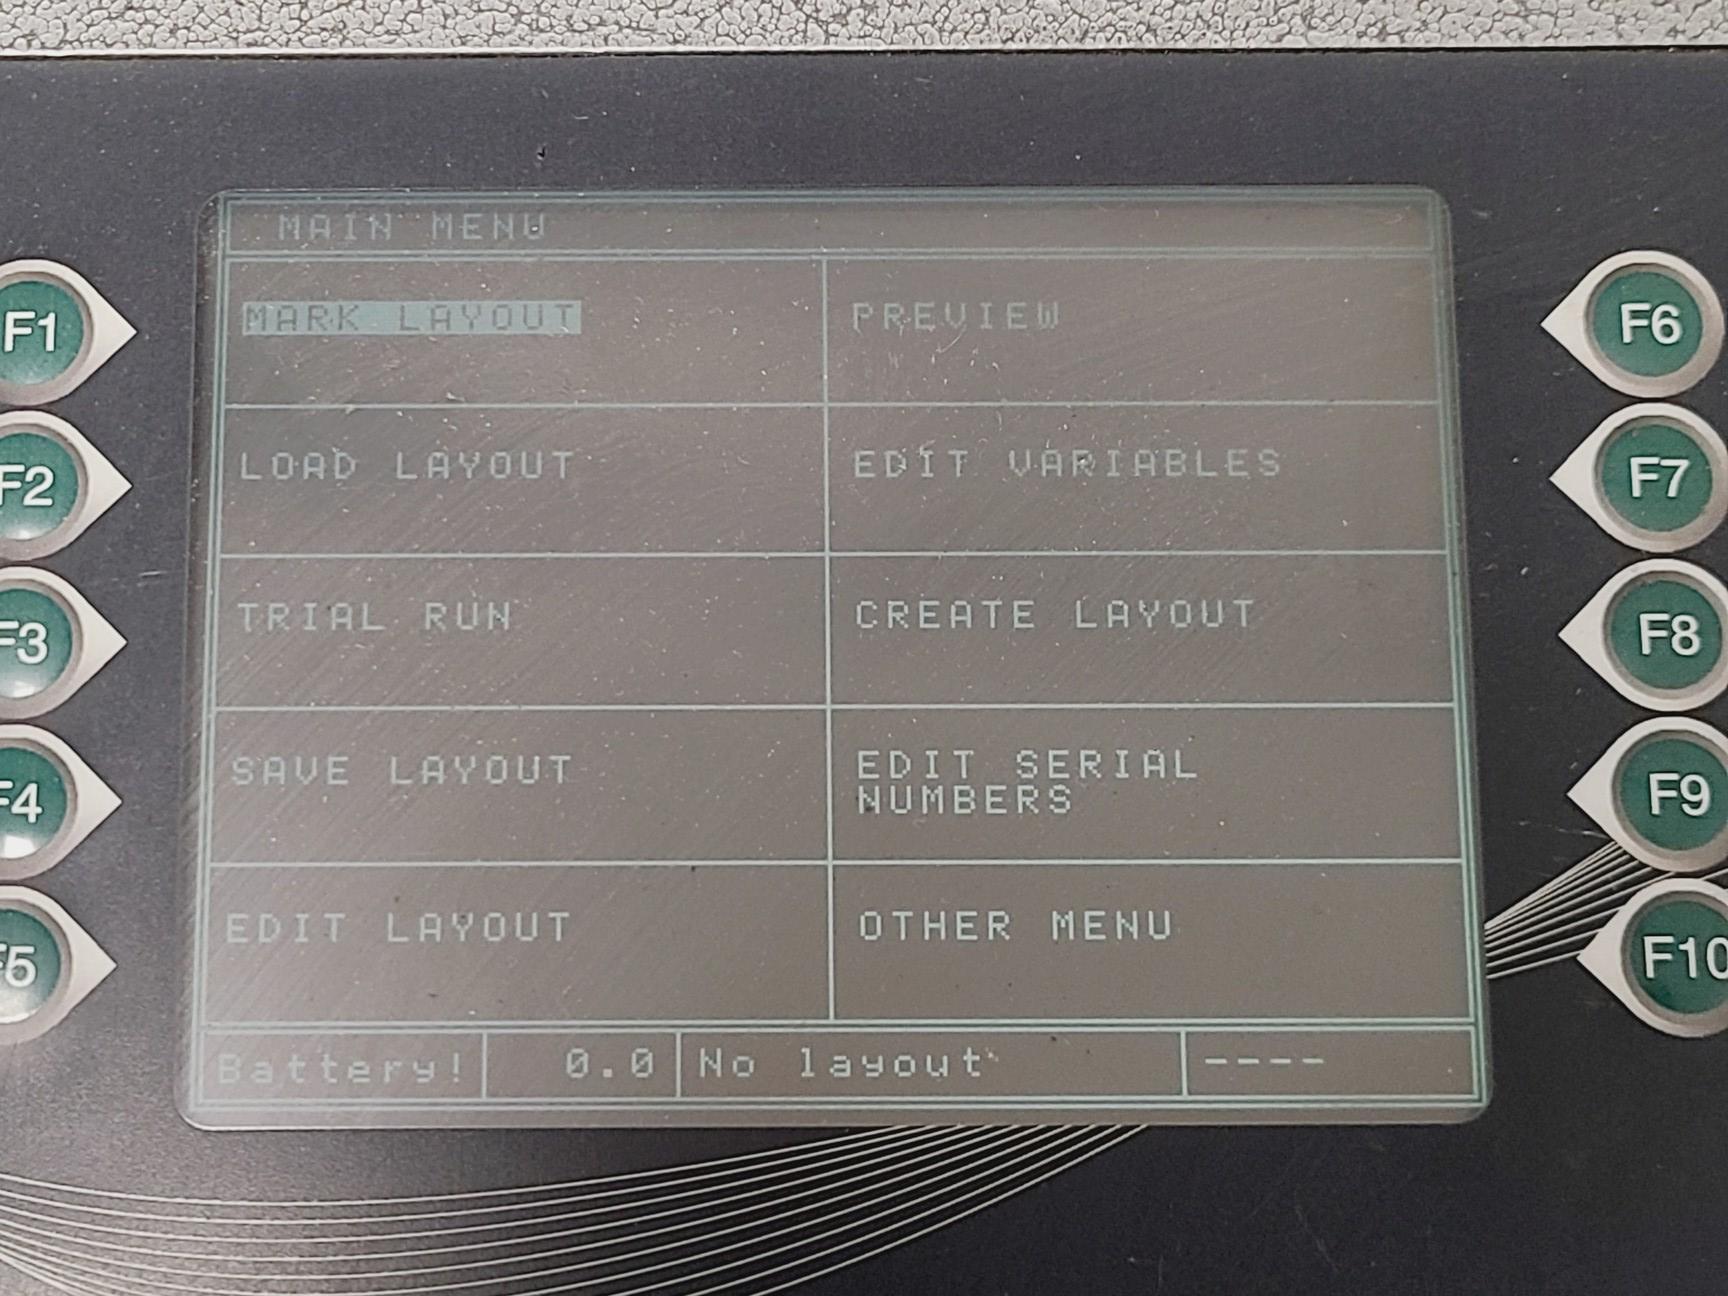 MAIN MENU
F1
MARK LAYOUT
PREVIEW
F6
F2
LOAD LAYOUT
EDIT VARIABLES
F7
F3
TRIAL RUN
CREATE LAYOUT
F8
F4
SAVE LAYOUT
EDIT SERIAL
NUMBERS
F9
F5
EDIT LAYOUT
OTHER MENU
F10
Battery!
0.0
No layout
----